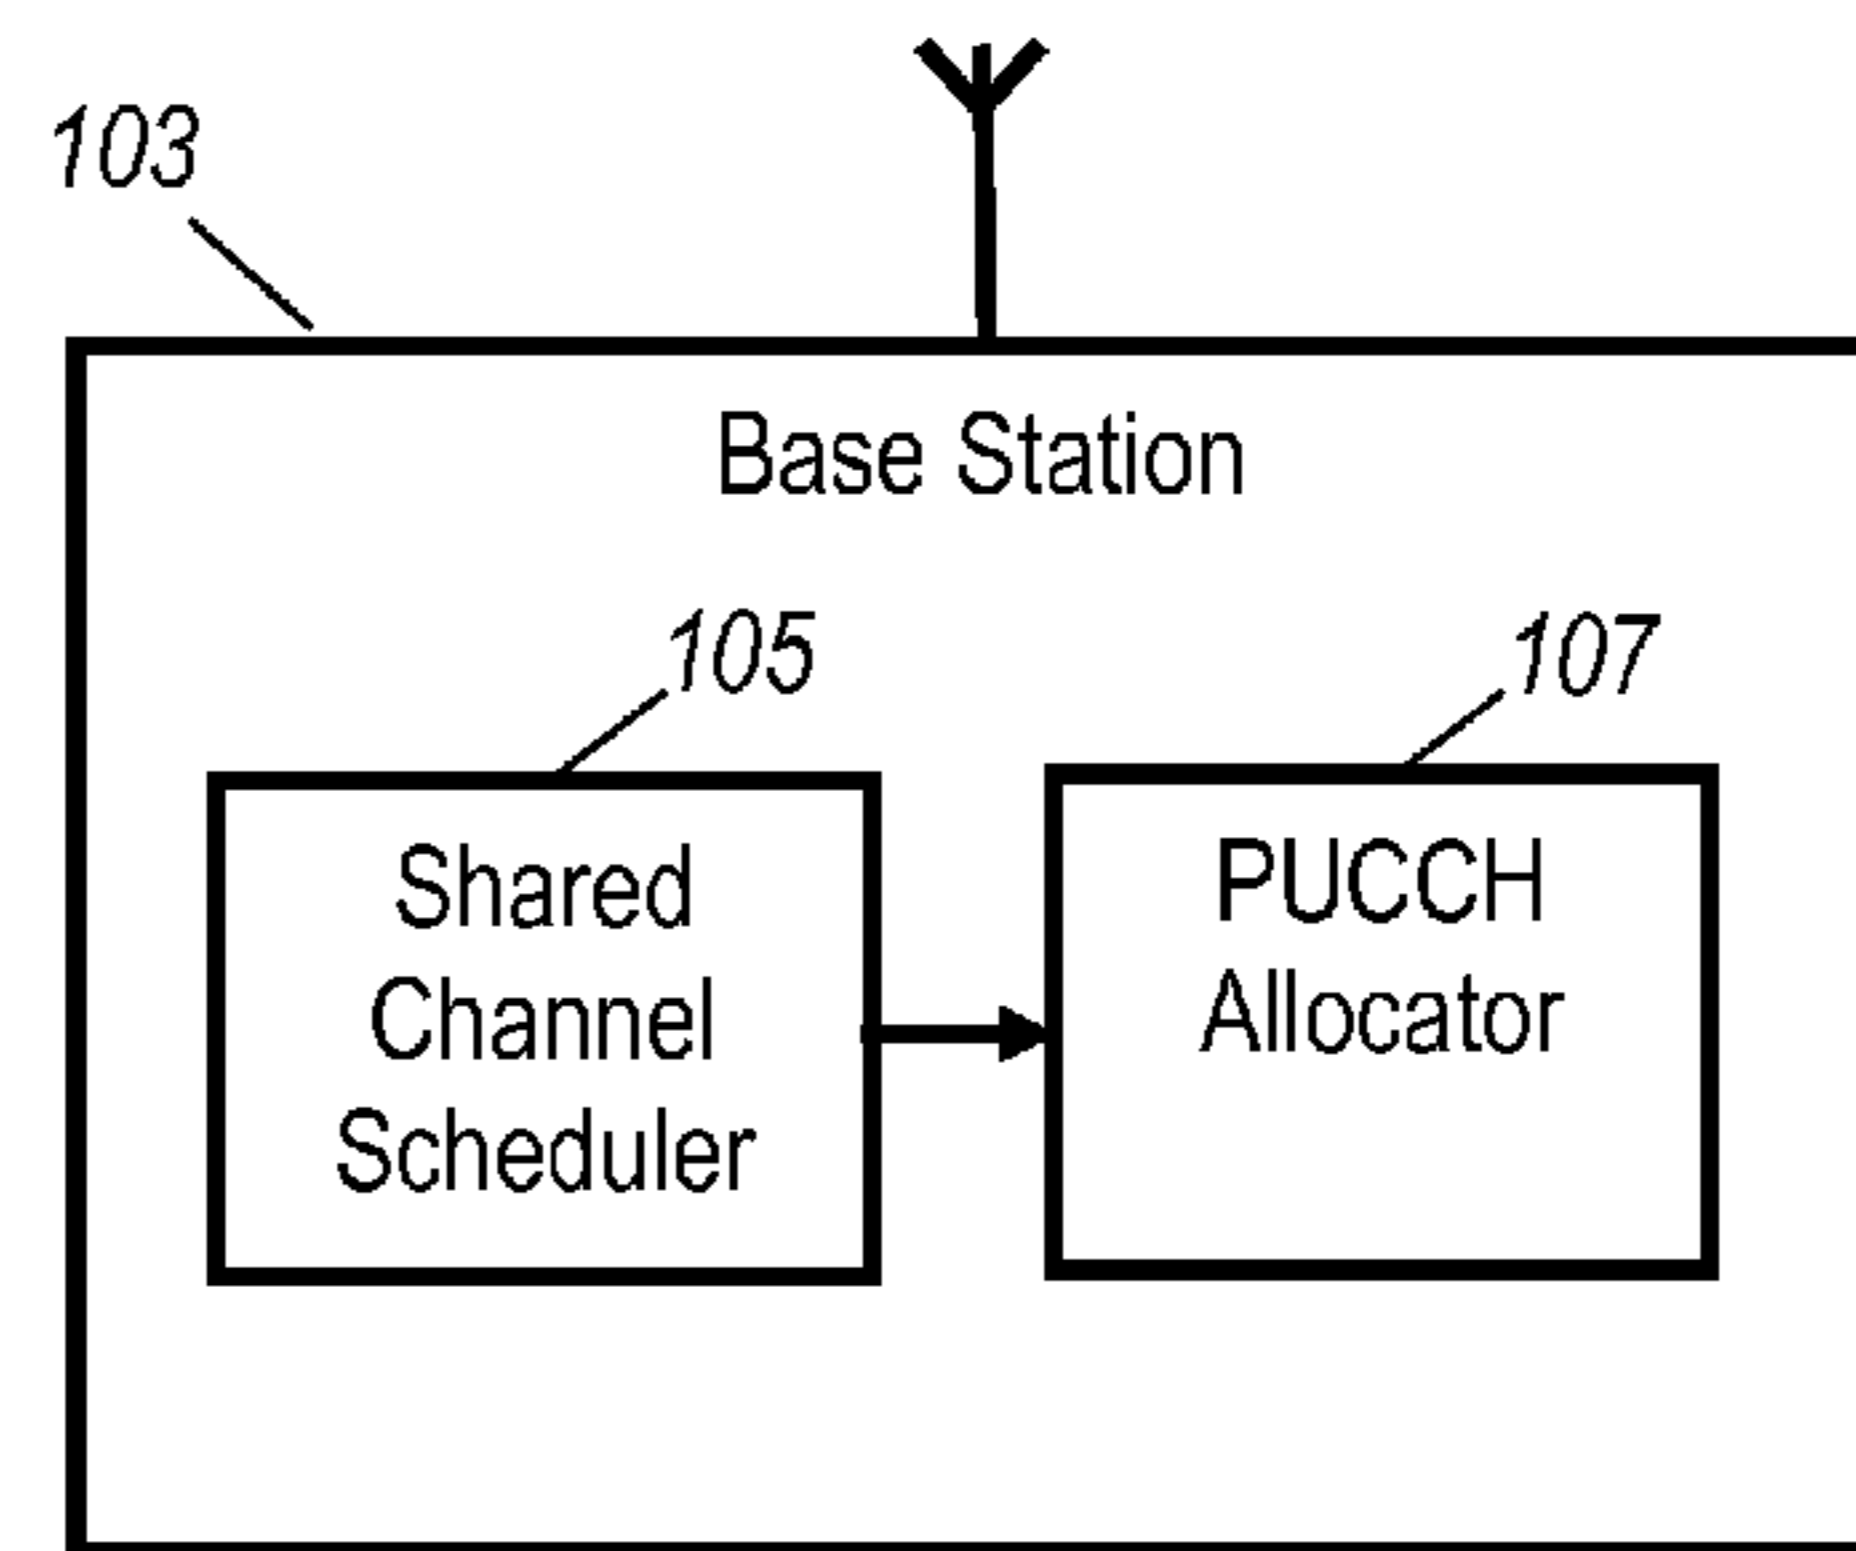 103
Base Station
105
107
Shared
Channel
Scheduler
PUCCH
Allocator